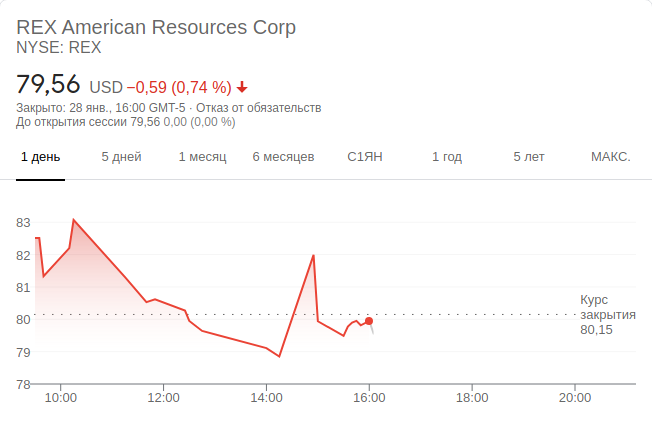 REX American Resources Corp
NYSE: REX
79,56 USD −0,59 (0,74 %)
Закрыто: 28 янв., 16:00 GMT-5 · Отказ от обязательств
До открытия сессии 79,56 0,00 (0,00 %)
1 день 5 дней 1 месяц 6 месяцев С1ЯН 1 год 5 лет МАКС.
83
82
81
80
79
78
Курс
закрытия
80,15
10:00 12:00 14:00 16:00 18:00 20:00